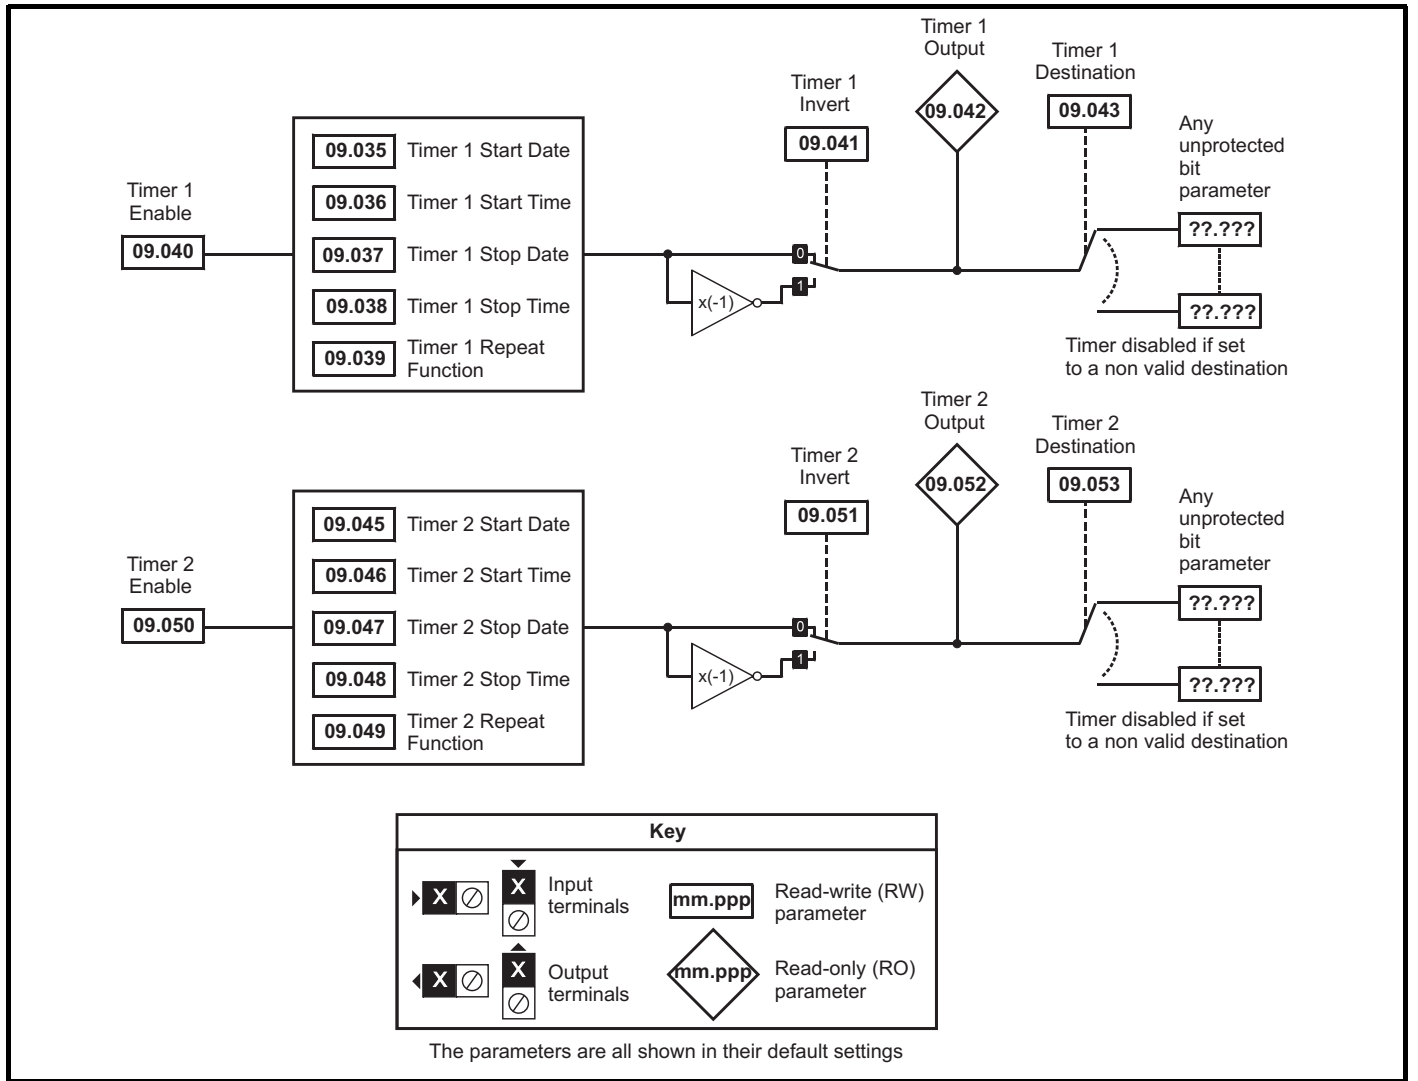 Timer 1
Output
Timer 1
Destination
Timer 1
Invert
09.042
09.043
Any
unprotected
bit
parameter
09.041
09.035 Timer 1 Start Date
Timer 1
Enable
09.036 Timer 1 Start Time
??.???
09.040
09.037 Timer 1 Stop Date
0
1
x(-1)
09.038 Timer 1 Stop Time
??.???
09.039 Timer 1 Repeat
Function
Timer disabled if set
to a non valid destination
Timer 2
Output
Timer 2
Destination
Timer 2
Invert
09.052
09.053
Any
unprotected
bit
parameter
09.051
09.045 Timer 2 Start Date
Timer 2
Enable
09.046 Timer 2 Start Time
??.???
09.050
09.047 Timer 2 Stop Date
0
1
x(-1)
09.048 Timer 2 Stop Time
??.???
09.049 Timer 2 Repeat
Function
Timer disabled if set
to a non valid destination
Key
X
X
Input
terminals
mm.ppp
Read-write (RW)
parameter
X
X
Output
terminals
mm.ppp
Read-only (RO)
parameter
The parameters are all shown in their default settings